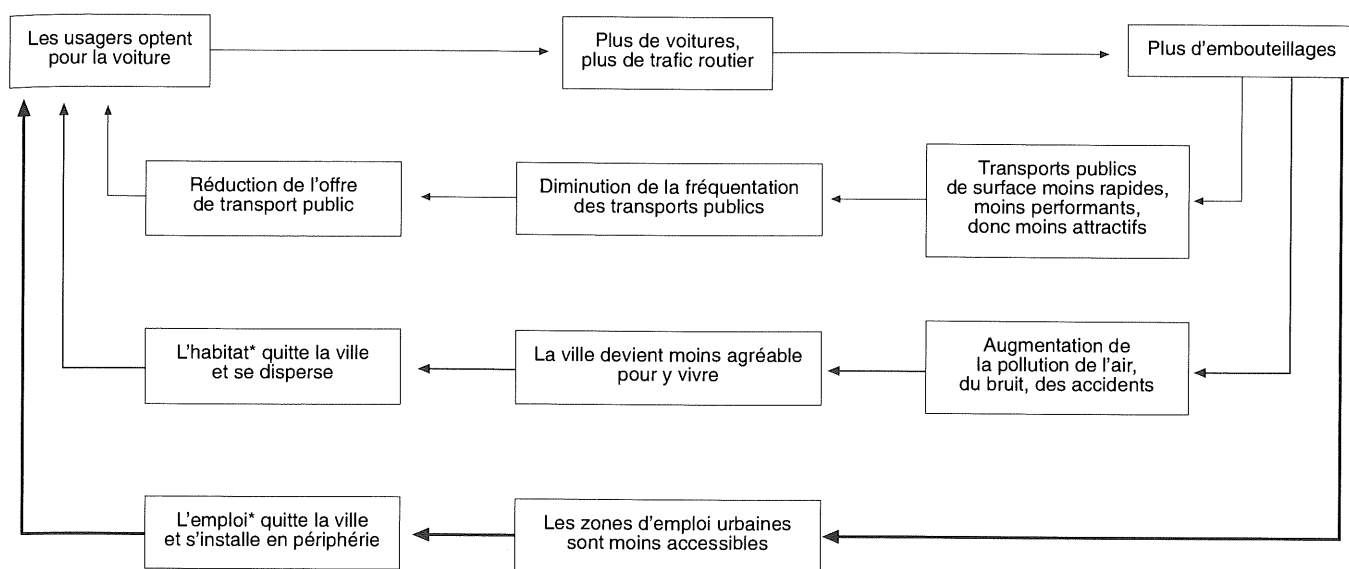 Les usagers optent
pour la voiture
Plus de voitures,
plus de trafic routier
Plus d'embouteillages
Réduction de l'offre
de transport public
Diminution de la fréquentation
des transports publics
Transports publics
de surface moins rapides,
moins performants,
donc moins attractifs
L'habitat* quitte la ville
et se disperse
La ville devient moins agréable
pour y vivre
Augmentation de
la pollution de l'air,
du bruit, des accidents
L'emploi* quitte la ville
et s'installe en périphérie
Les zones d'emploi urbaines
sont moins accessibles